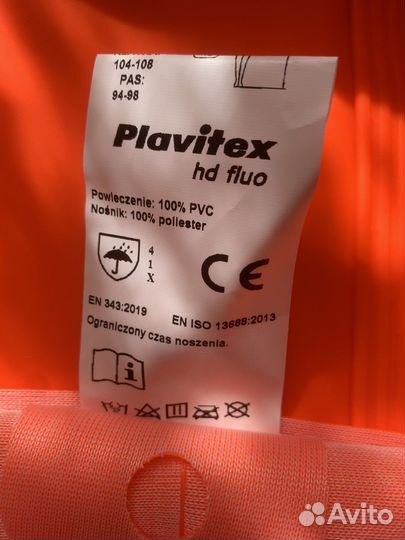 104-108
PAS:
94-98
Plavitex
hd fluo
Powleczenie: 100% PVC
Nośnik: 100% poliester
4
1
X
CE
EN 343:2019
EN ISO 13688:2013
Ograniczony czas noszenia.
i
Avito